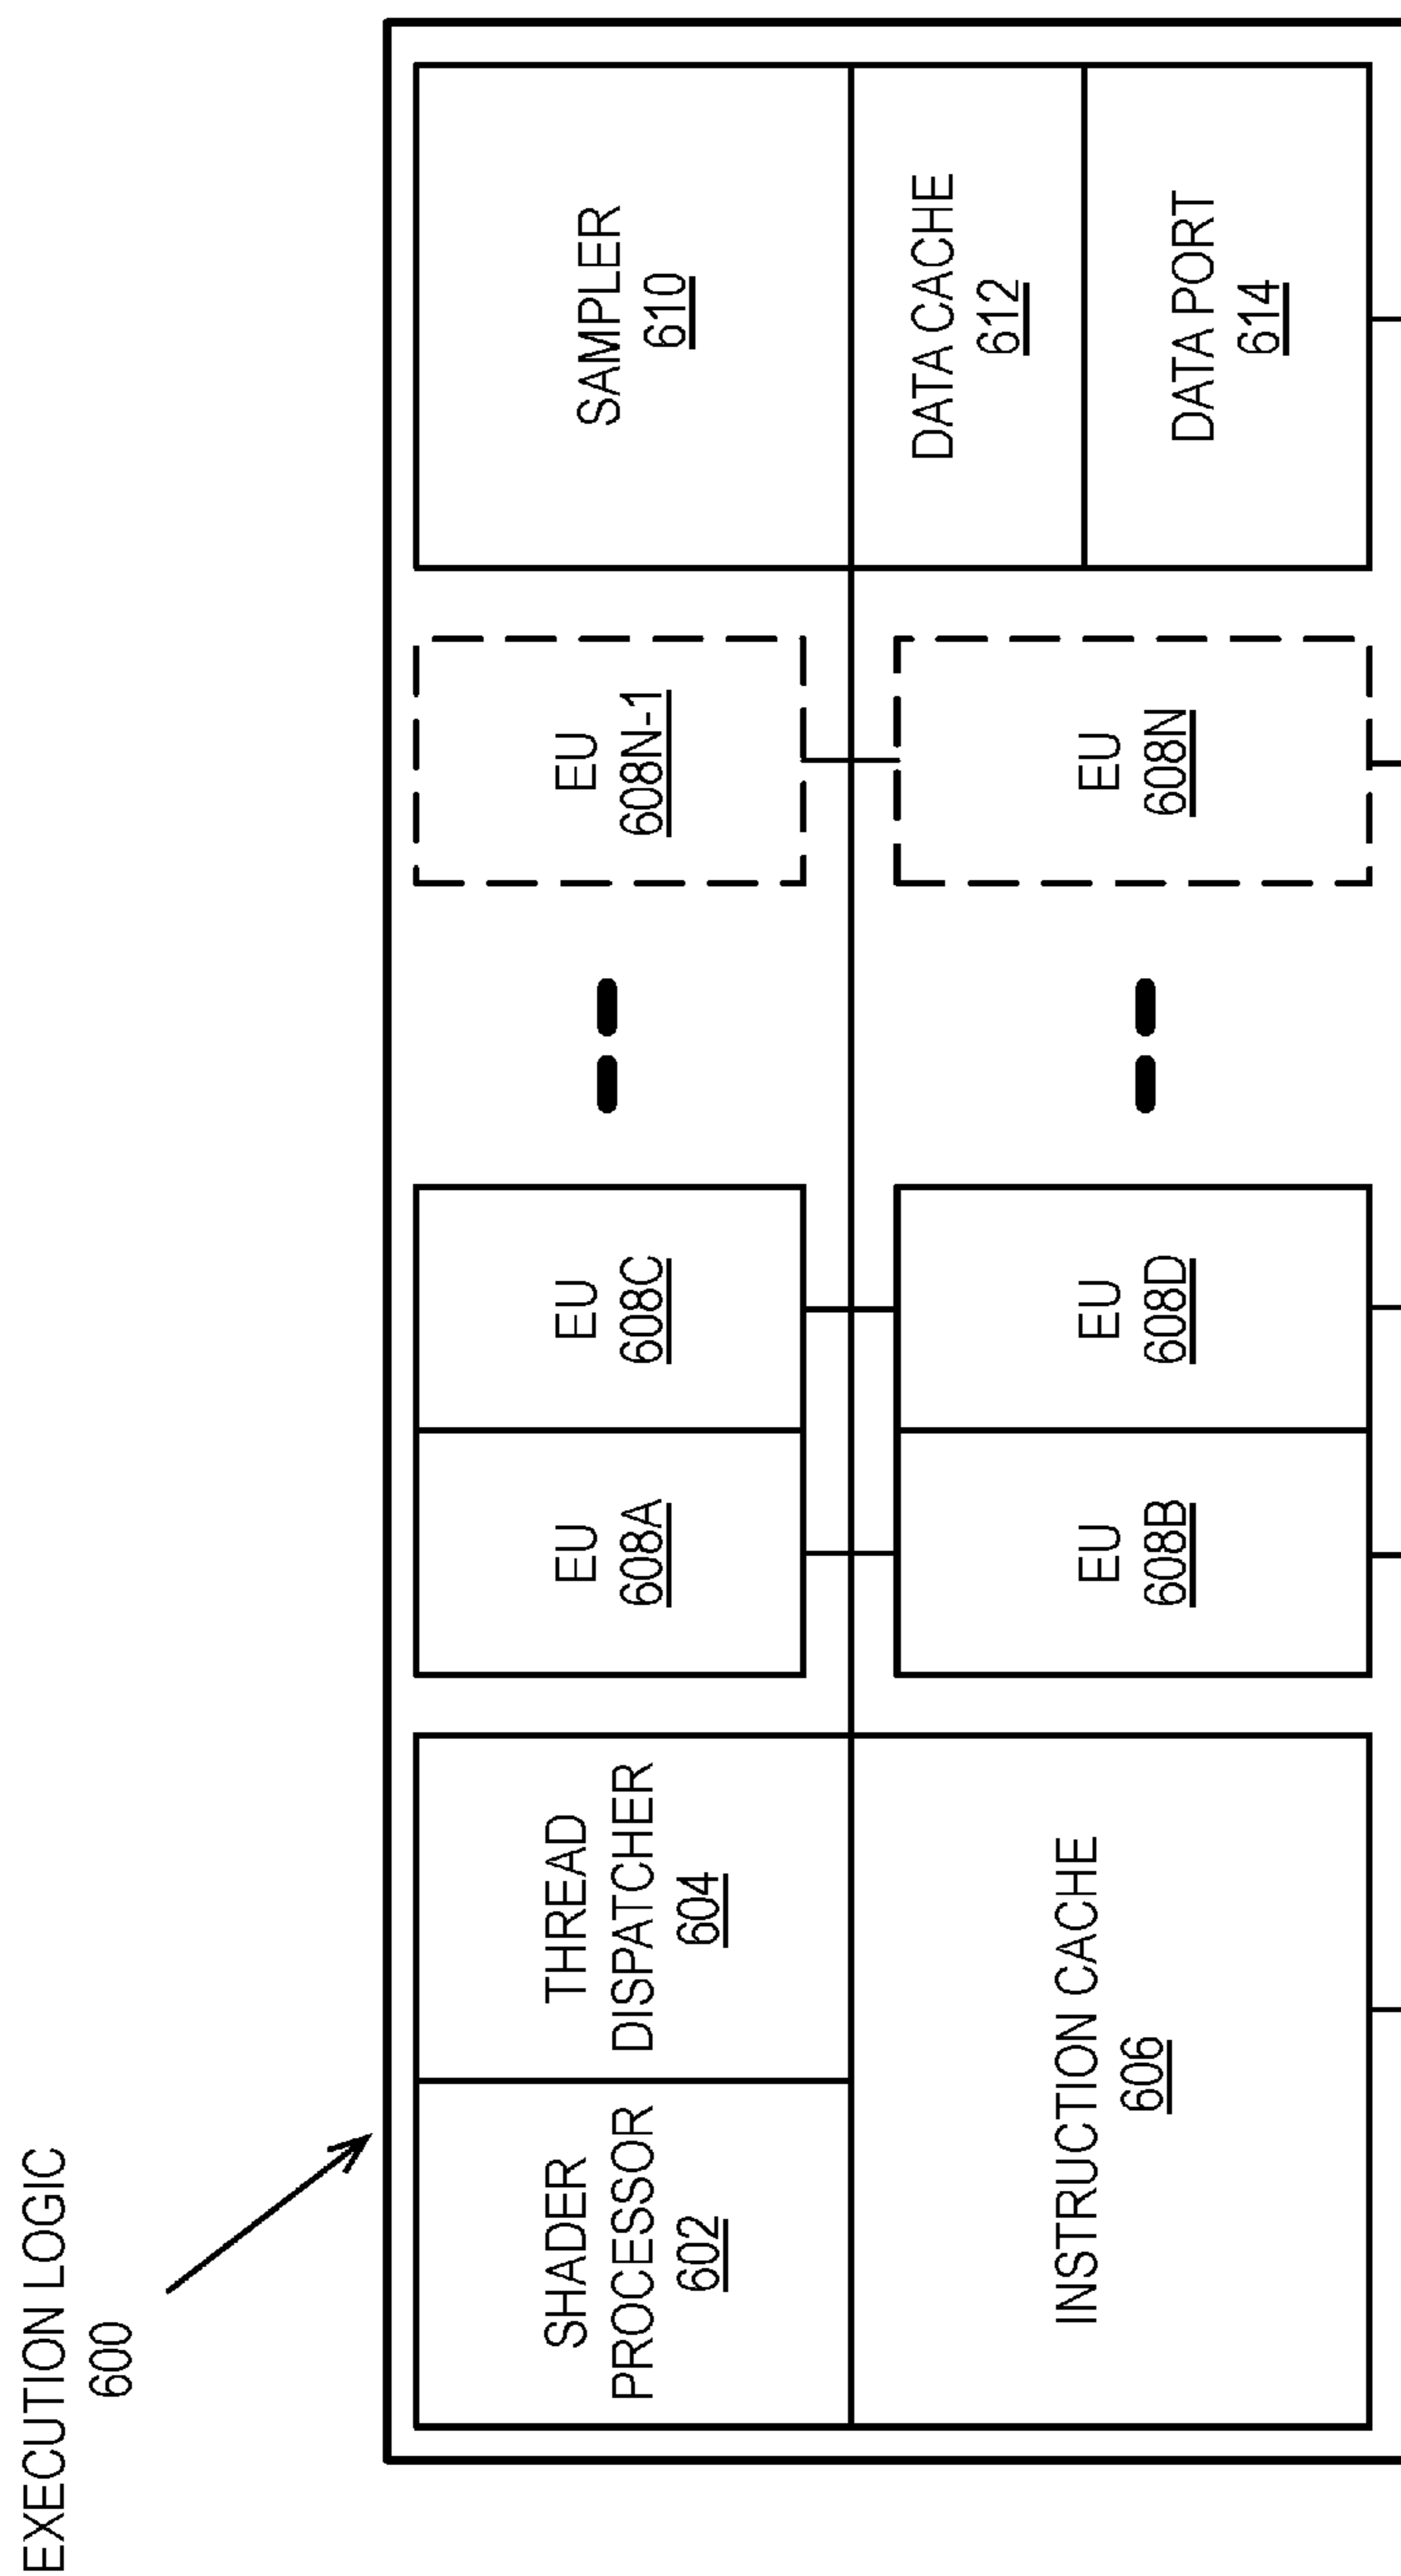 EXECUTION LOGIC
600
SHADER
PROCESSOR
602
THREAD
DISPATCHER
604
INSTRUCTION CACHE
606
EU
608A
EU
608C
EU
608N-1
EU
608B
EU
608D
EU
608N
SAMPLER
610
DATA CACHE
612
DATA PORT
614